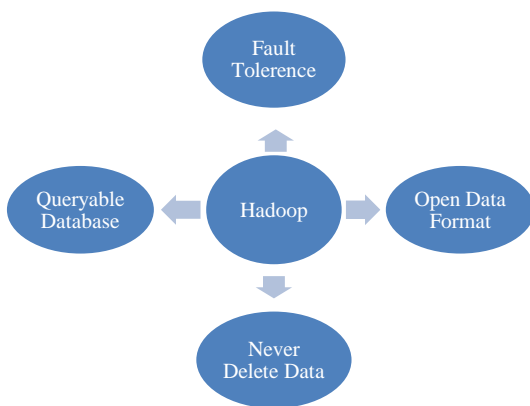 Fault
Tolerence
Queryable
Database
Hadoop
Open Data
Format
Never
Delete Data